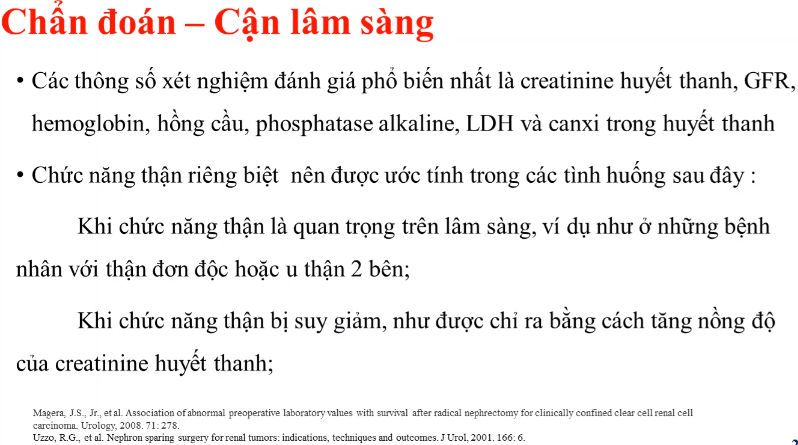 Chẩn đoán – Cận lâm sàng
• Các thông số xét nghiệm đánh giá phổ biến nhất là creatinine huyết thanh, GFR,
hemoglobin, hồng cầu, phosphatase alkaline, LDH và canxi trong huyết thanh
• Chức năng thận riêng biệt nên được ước tính trong các tình huống sau đây :
Khi chức năng thận là quan trọng trên lâm sàng, ví dụ như ở những bệnh
nhân với thận đơn độc hoặc u thận 2 bên;
Khi chức năng thận bị suy giảm, như được chỉ ra bằng cách tăng nồng độ
của creatinine huyết thanh;
Magera, J.S., Jr., et al. Association of abnormal preoperative laboratory values with survival after radical nephrectomy for clinically confined clear cell renal cell
carcinoma. Urology, 2008. 71: 278.
Uzzo, R.G., et al. Nephron sparing surgery for renal tumors: indications, techniques and outcomes. J Urol, 2001. 166: 6.